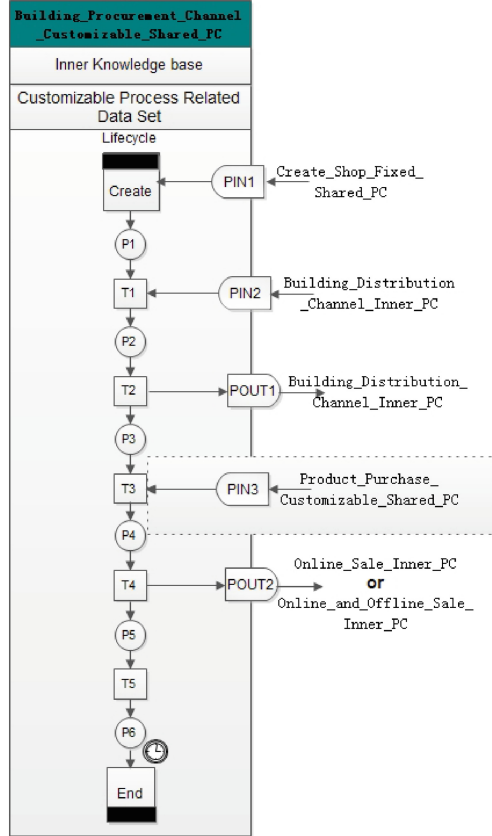 Building_Procurement_Channel
_Customizable_Shared_PC
Inner Knowledge base
Customizable Process Related
Data Set
Lifecycle
Create
PIN1
Create_Shop_Fixed_
Shared_PC
P1
T1
PIN2
Building_Distribution
_Channel_Inner_PC
P2
T2
POUT1
Building_Distribution_
Channel_Inner_PC
P3
T3
PIN3
Product_Purchase_
Customizable_Shared_PC
P4
T4
POUT2
Online_Sale_Inner_PC
or
Online_and_Offline_Sale_
Inner_PC
P5
T5
P6
End